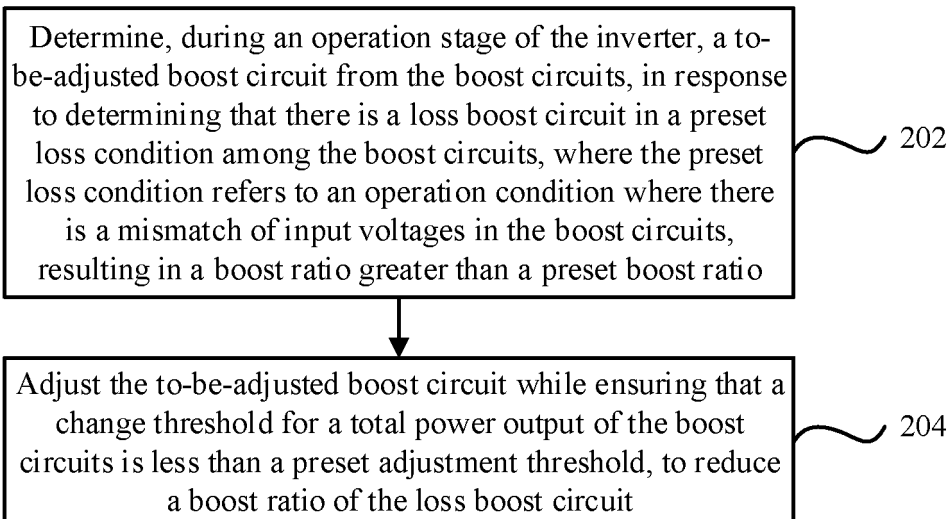 Determine, during an operation stage of the inverter, a to-
be-adjusted boost circuit from the boost circuits, in response
to determining that there is a loss boost circuit in a preset
loss condition among the boost circuits, where the preset
loss condition refers to an operation condition where there
is a mismatch of input voltages in the boost circuits,
resulting in a boost ratio greater than a preset boost ratio
202
Adjust the to-be-adjusted boost circuit while ensuring that a
change threshold for a total power output of the boost
circuits is less than a preset adjustment threshold, to reduce
a boost ratio of the loss boost circuit
204